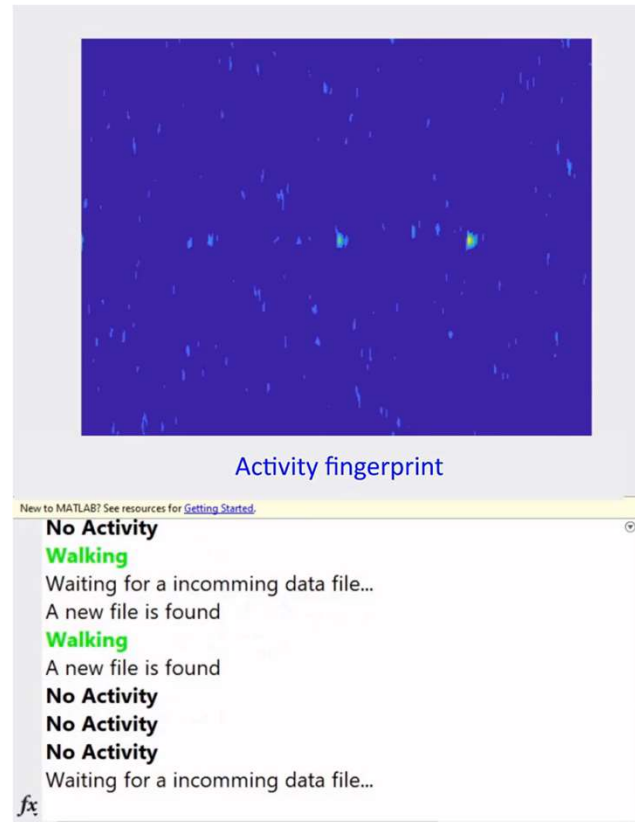 Activity fingerprint
New to MATLAB? See resources for Getting Started.
No Activity
Walking
Waiting for a incomming data file...
A new file is found
Walking
A new file is found
No Activity
No Activity
No Activity
Waiting for a incomming data file...
fx